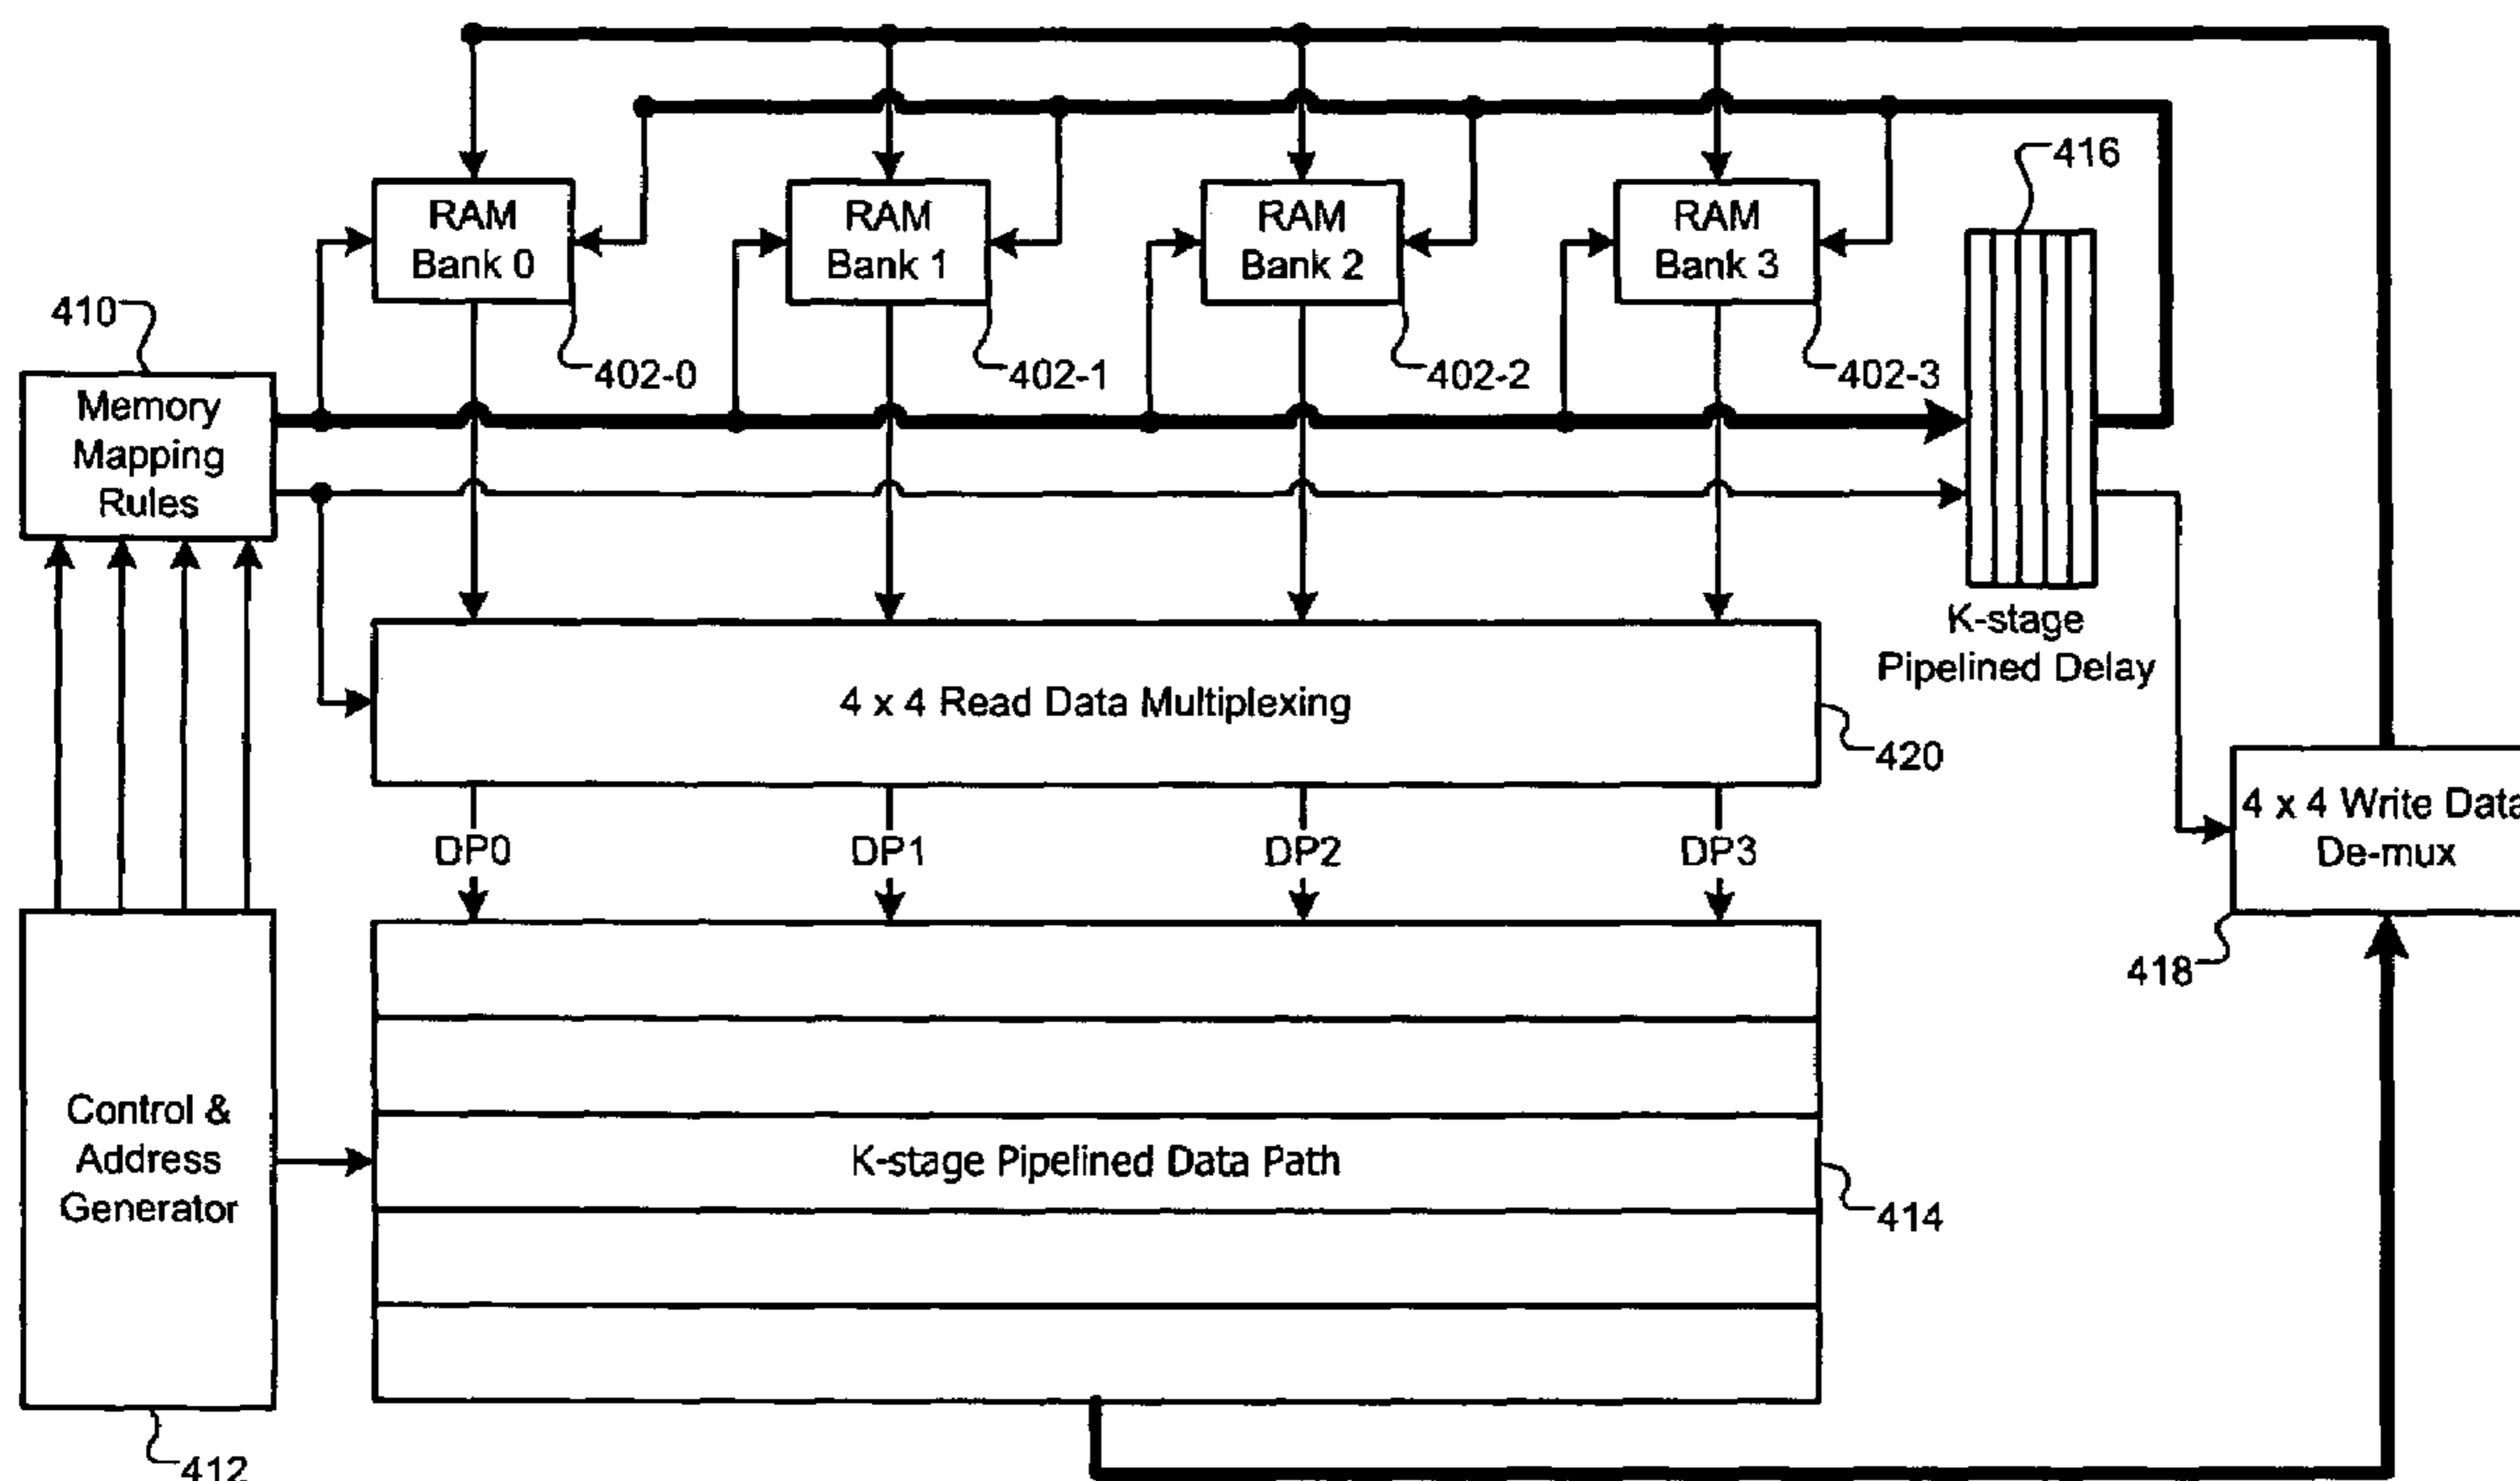 416
RAM
Bank 0
RAM
Bank 1
RAM
Bank 2
RAM
Bank 3
410
402-0
402-1
402-2
402-3
Memory
Mapping
Rules
K-stage
Pipelined Delay
4 x 4 Read Data Multiplexing
420
4 x 4 Write Data
De-mux
DP0
DP1
DP2
DP3
418
Control &
Address
Generator
K-stage Pipelined Data Path
414
412